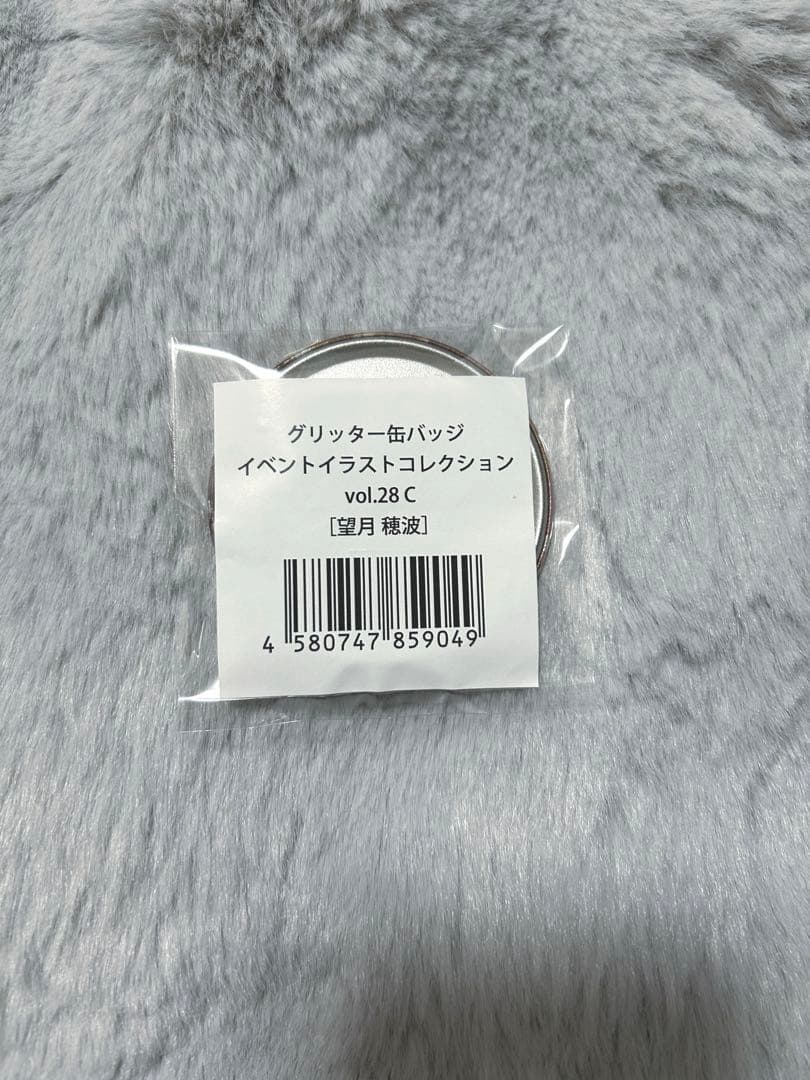 グリッター缶バッジ
イベントイラストコレクション
vol.28 C
[望月 穂波]
4 580747 859049